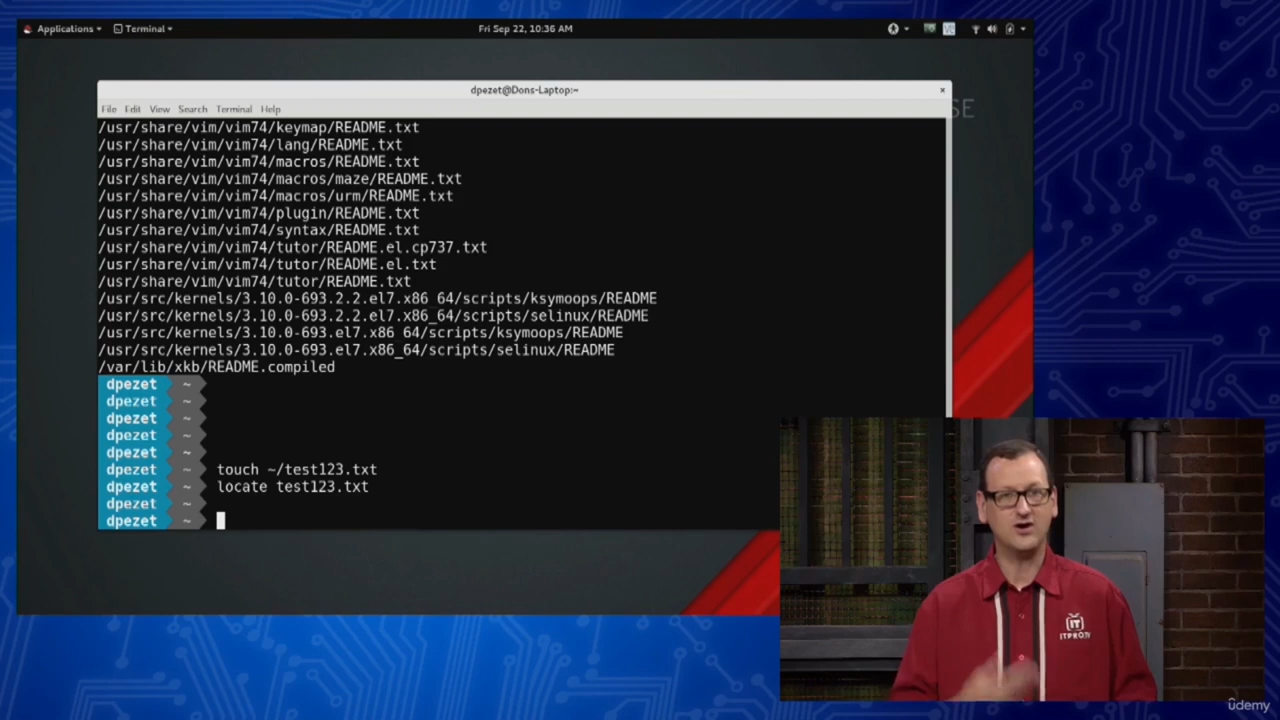 Applications ▾ Terminal ▾ Fri Sep 22, 10:36 AM
dpezet@Dons-Laptop:~ ×
File Edit View Search Terminal Help
SE
/usr/share/vim/vim74/keymap/README.txt
/usr/share/vim/vim74/lang/README.txt
/usr/share/vim/vim74/macros/README.txt
/usr/share/vim/vim74/macros/maze/README.txt
/usr/share/vim/vim74/macros/urm/README.txt
/usr/share/vim/vim74/plugin/README.txt
/usr/share/vim/vim74/syntax/README.txt
/usr/share/vim/vim74/tutor/README.el.cp737.txt
/usr/share/vim/vim74/tutor/README.el.txt
/usr/share/vim/vim74/tutor/README.txt
/usr/src/kernels/3.10.0-693.2.2.el7.x86_64/scripts/ksymoops/README
/usr/src/kernels/3.10.0-693.2.2.el7.x86_64/scripts/selinux/README
/usr/src/kernels/3.10.0-693.el7.x86_64/scripts/ksymoops/README
/usr/src/kernels/3.10.0-693.el7.x86_64/scripts/selinux/README
/var/lib/xkb/README.compiled
dpezet ~
dpezet ~
dpezet ~
dpezet ~
dpezet ~
dpezet ~ touch ~/test123.txt
dpezet ~ locate test123.txt
dpezet ~
dpezet ~
IT
ITPROTV
ûdemy